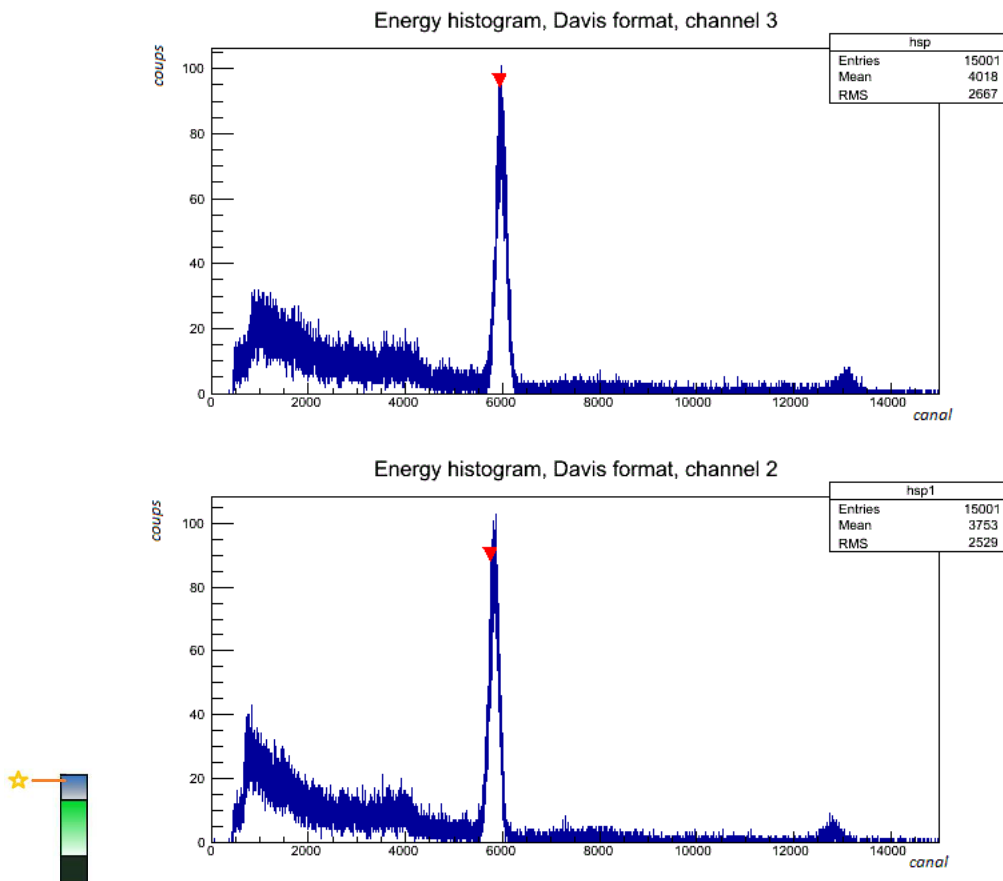 Energy histogram, Davis format, channel 3
coups
hsp
Entries 15001
Mean 4018
RMS 2667
100
80
60
40
20
0
0 2000 4000 6000 8000 10000 12000 14000
canal
Energy histogram, Davis format, channel 2
coups
hsp1
Entries 15001
Mean 3753
RMS 2529
100
80
60
40
20
0
0 2000 4000 6000 8000 10000 12000 14000
canal